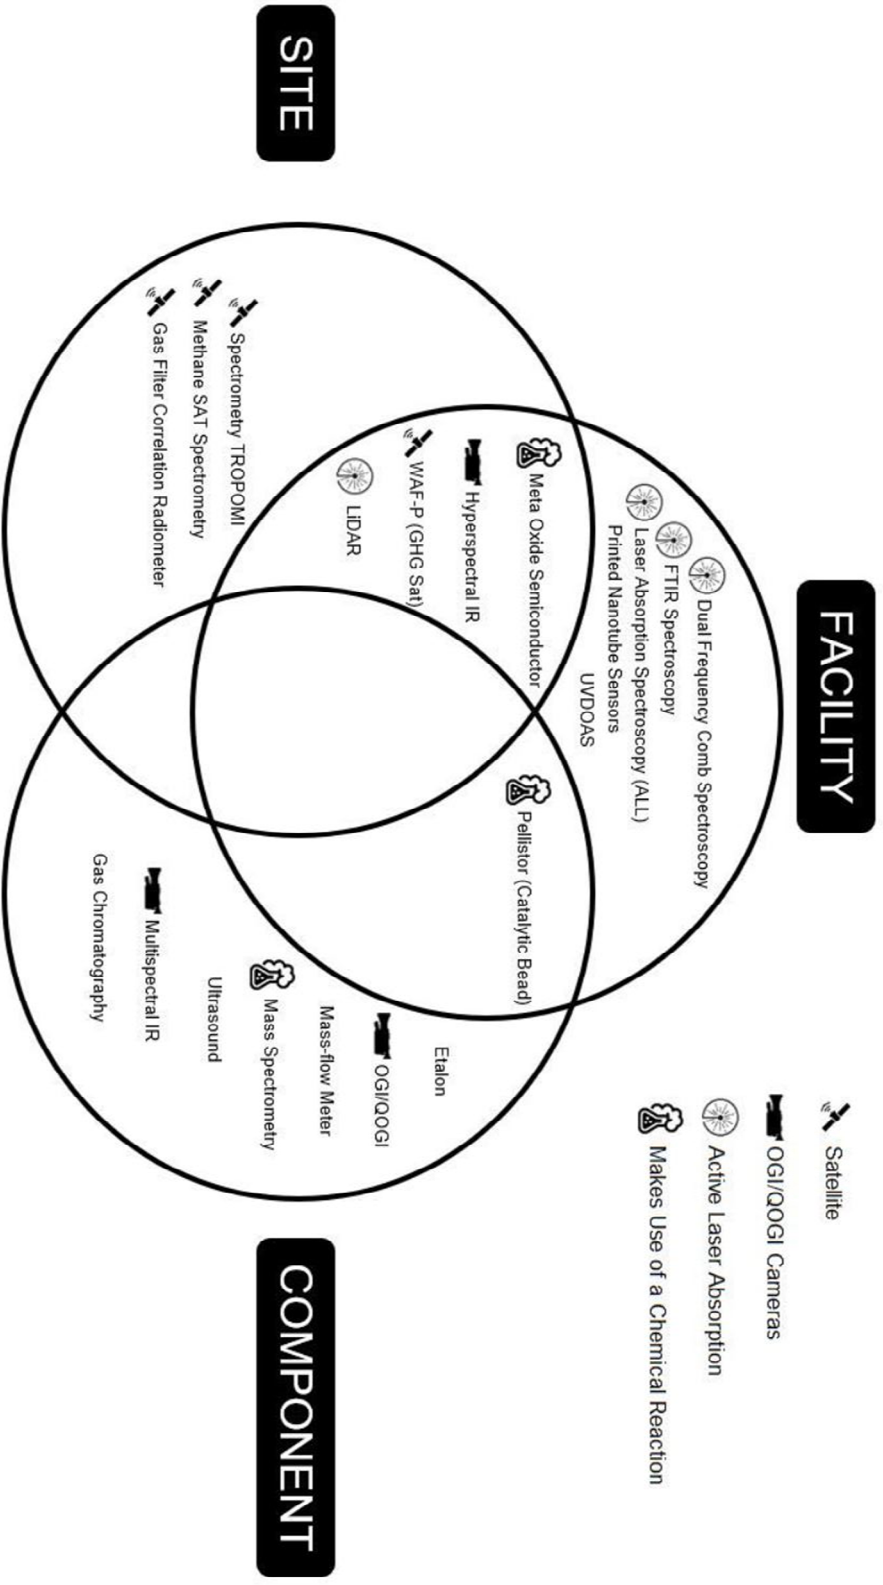 FACILITY
Satellite
OGI/QOGI Cameras
Active Laser Absorption
Makes Use of a Chemical Reaction
Dual Frequency Comb Spectroscopy
FTIR Spectroscopy
Laser Absorption Spectroscopy (ALL)
Printed Nanotube Sensors
UVDOAS
Meta Oxide Semiconductor
Hyperspectral IR
WAF-P (GHG Sat)
LiDAR
Pellistor (Catalytic Bead)
SITE
Spectrometry TROPOMI
Methane SAT Spectrometry
Gas Filter Correlation Radiometer
COMPONENT
Etalon
OGI/QOGI
Mass-flow Meter
Mass Spectrometry
Ultrasound
Multispectral IR
Gas Chromatography